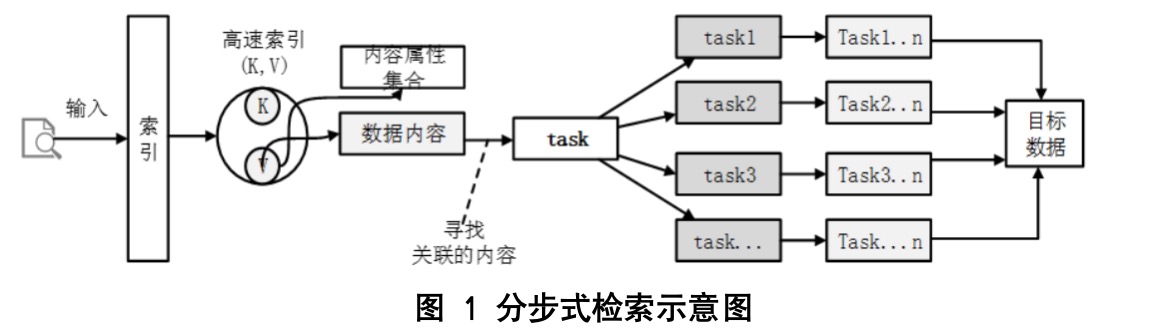 输入
索
引
高速索引
(K,V)
K
V
内容属性
集合
数据内容
寻找
关联的内容
task
task1
Task1..n
task2
Task2..n
task3
Task3..n
task...
Task...n
目标
数据
图 1 分步式检索示意图